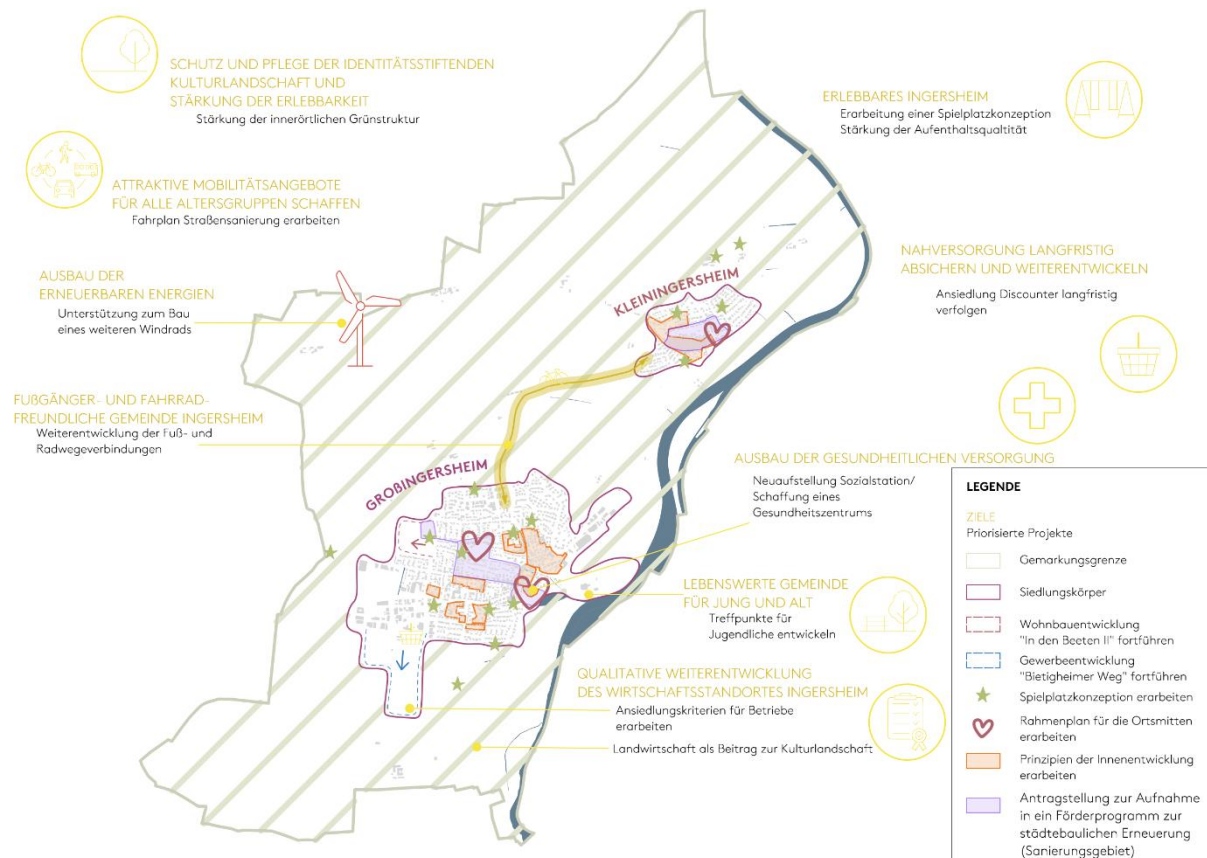 SCHUTZ UND PFLEGE DER IDENTITÄTSSTIFTENDEN
KULTURLANDSCHAFT UND
STÄRKUNG DER ERLEBBARKEIT
Stärkung der innerörtlichen Grünstruktur
ERLEBBARES INGERSHEIM
Erarbeitung einer Spielplatzkonzeption
Stärkung der Aufenthaltsqualtität
ATTRAKTIVE MOBILITÄTSANGEBOTE
FÜR ALLE ALTERSGRUPPEN SCHAFFEN
Fahrplan Straßensanierung erarbeiten
NAHVERSORGUNG LANGFRISTIG
ABSICHERN UND WEITERENTWICKELN
Ansiedlung Discounter langfristig
verfolgen
AUSBAU DER
ERNEUERBAREN ENERGIEN
Unterstützung zum Bau
eines weiteren Windrads
KLEININGERSHEIM
FUßGÄNGER- UND FAHRRAD-
FREUNDLICHE GEMEINDE INGERSHEIM
Weiterentwicklung der Fuß- und
Radwegeverbindungen
GROßINGERSHEIM
AUSBAU DER GESUNDHEITLICHEN VERSORGUNG
Neuaufstellung Sozialstation/
Schaffung eines
Gesundheitszentrums
LEBENSWERTE GEMEINDE
FÜR JUNG UND ALT
Treffpunkte für
Jugendliche entwickeln
QUALITATIVE WEITERENTWICKLUNG
DES WIRTSCHAFTSSTANDORTES INGERSHEIM
Ansiedlungskriterien für Betriebe
erarbeiten
Landwirtschaft als Beitrag zur Kulturlandschaft
LEGENDE
ZIELE
Priorisierte Projekte
Gemarkungsgrenze
Siedlungskörper
Wohnbauentwicklung
"In den Beeten II" fortführen
Gewerbeentwicklung
"Bietigheimer Weg" fortführen
Spielplatzkonzeption erarbeiten
Rahmenplan für die Ortsmitten
erarbeiten
Prinzipien der Innenentwicklung
erarbeiten
Antragstellung zur Aufnahme
in ein Förderprogramm zur
städtebaulichen Erneuerung
(Sanierungsgebiet)